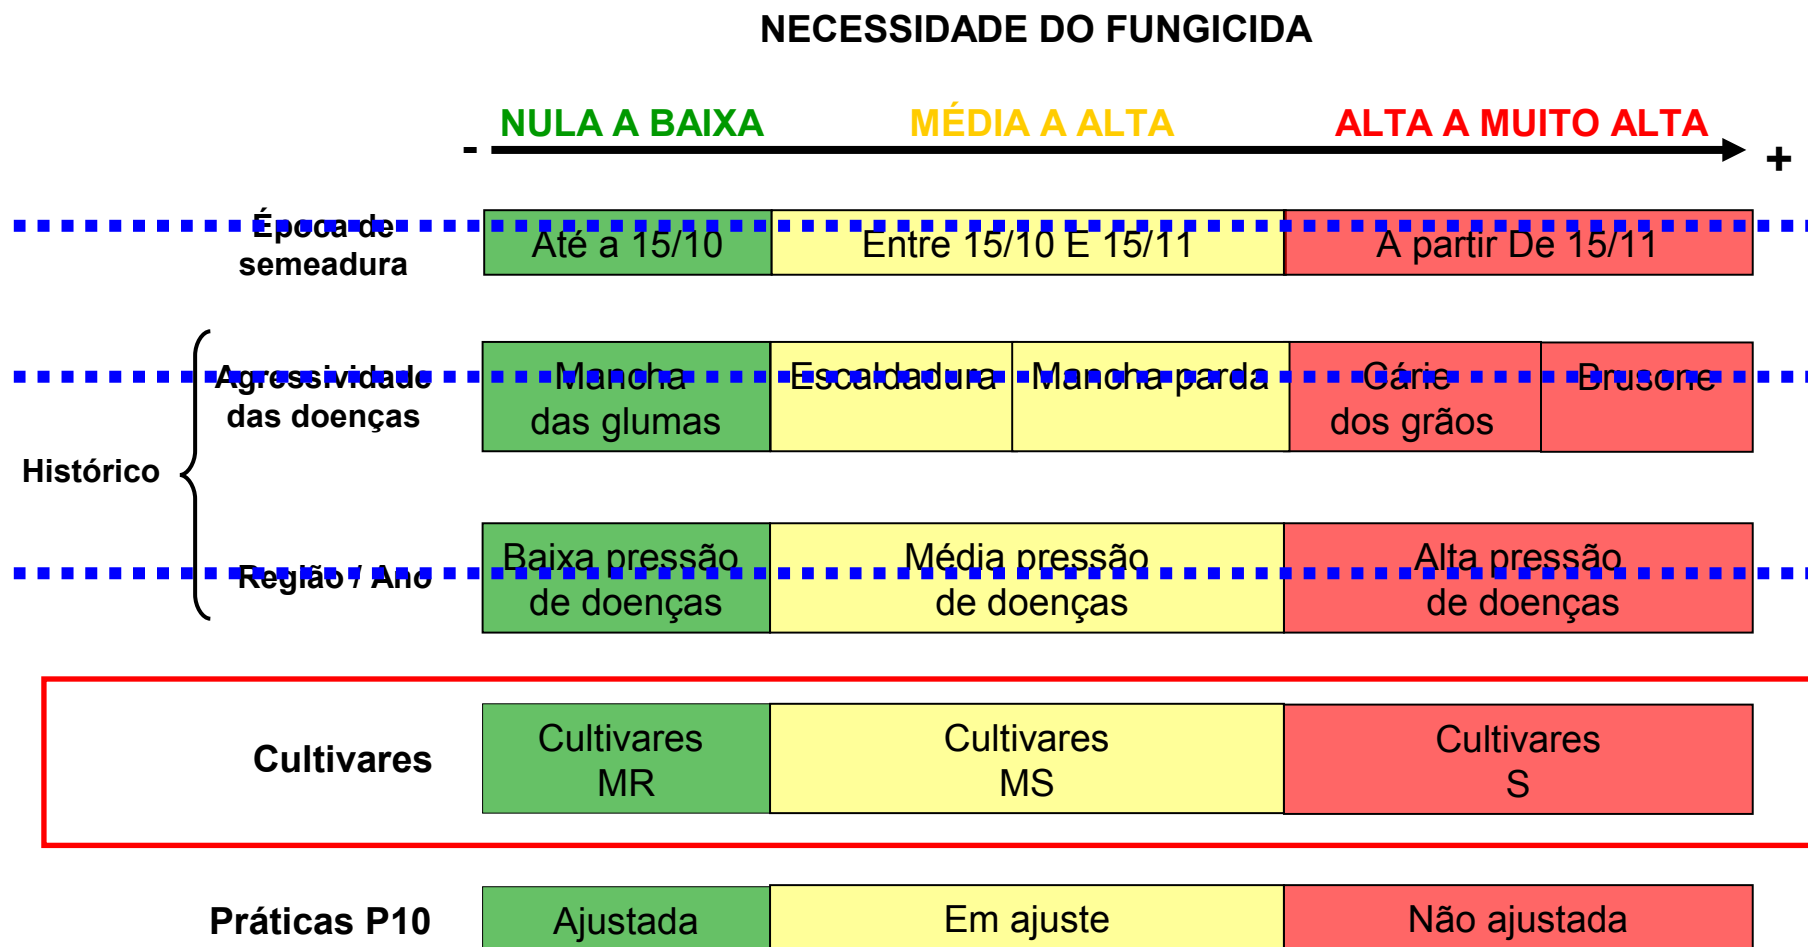 NECESSIDADE DO FUNGICIDA
NULA A BAIXA MÉDIA A ALTA ALTA A MUITO ALTA
- +
Época de
semeadura
Até a 15/10 Entre 15/10 E 15/11 A partir De 15/11
Agressividade
das doenças
Mancha
das glumas
Escaldadura Mancha parda
Cárie
dos grãos
Brusone
Histórico
Região / Ano
Baixa pressão
de doenças
Média pressão
de doenças
Alta pressão
de doenças
Cultivares
Cultivares
MR
Cultivares
MS
Cultivares
S
Práticas P10 Ajustada Em ajuste Não ajustada